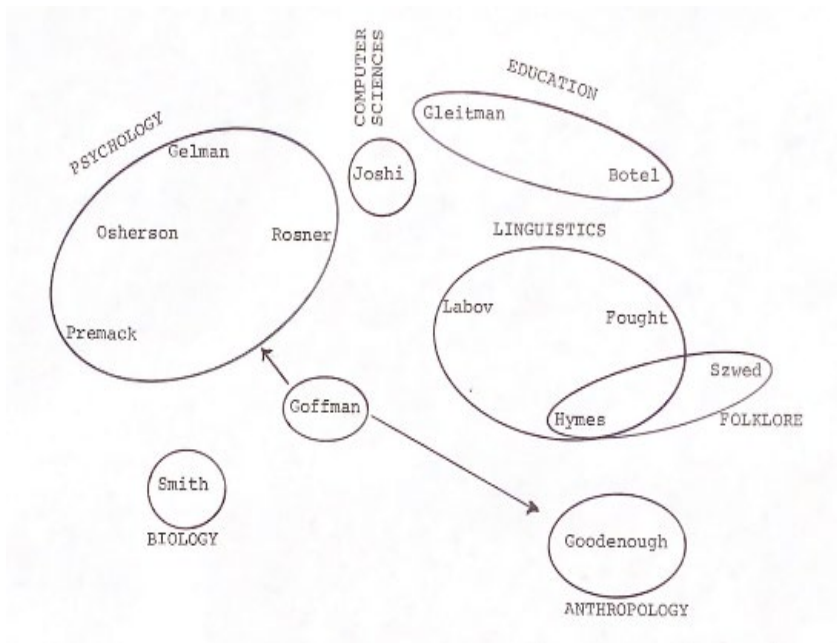 COMPUTER
SCIENCES
EDUCATION
PSYCHOLOGY
Gleitman
Gelman
Joshi
Botel
Osherson
Rosner
LINGUISTICS
Labov
Fought
Premack
Szwed
Goffman
Hymes
FOLKLORE
Smith
BIOLOGY
Goodenough
ANTHROPOLOGY